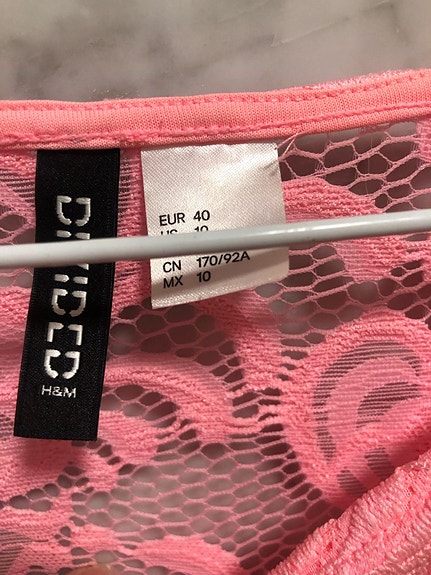 DIVIDED
H&M
EUR 40
US 10
CN 170/92A
MX 10